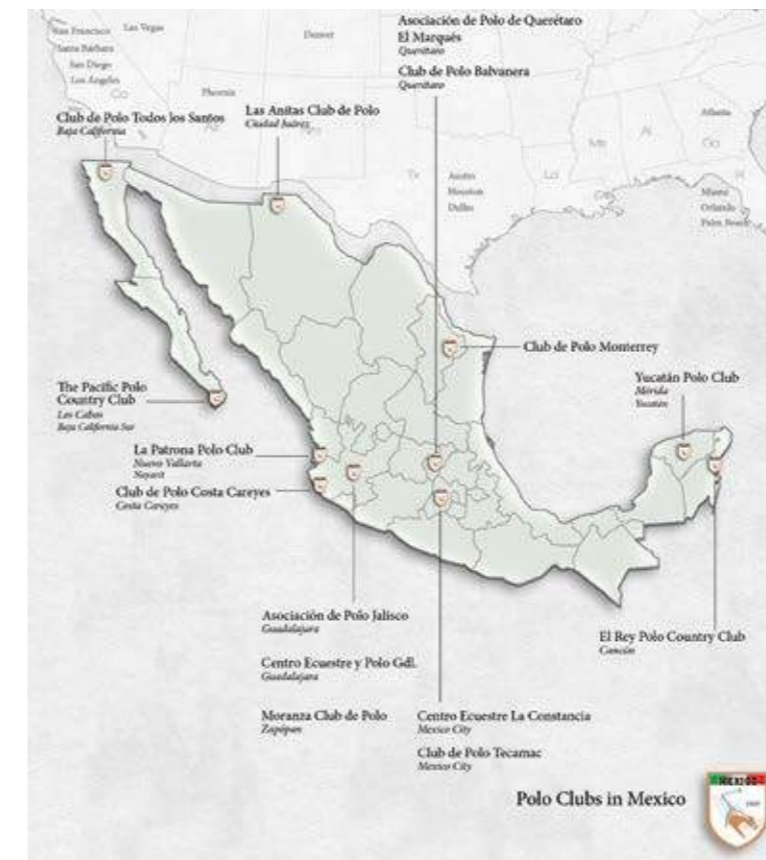 Asociación de Polo de Querétaro
El Marqués
Querétaro
Club de Polo Balvanera
Querétaro
San Francisco
Las Vegas
Denver
Santa Barbara
San Diego
Los Angeles
Phoenix
Atlanta
Club de Polo Todos los Santos
Baja California
Las Anitas Club de Polo
Ciudad Juárez
Austin
Houston
Dallas
Miami
Orlando
Palm Beach
Club de Polo Monterrey
Yucatán Polo Club
Mérida
Yucatán
The Pacific Polo
Country Club
Los Cabos
Baja California Sur
La Patrona Polo Club
Nuevo Vallarta
Nayarit
Club de Polo Costa Careyes
Costa Careyes
Asociación de Polo Jalisco
Guadalajara
El Rey Polo Country Club
Cancún
Centro Ecuestre y Polo Gdl.
Guadalajara
Moranza Club de Polo
Zapópan
Centro Ecuestre La Constancia
Mexico City
Club de Polo Tecamac
Mexico City
Polo Clubs in Mexico
MEXICO